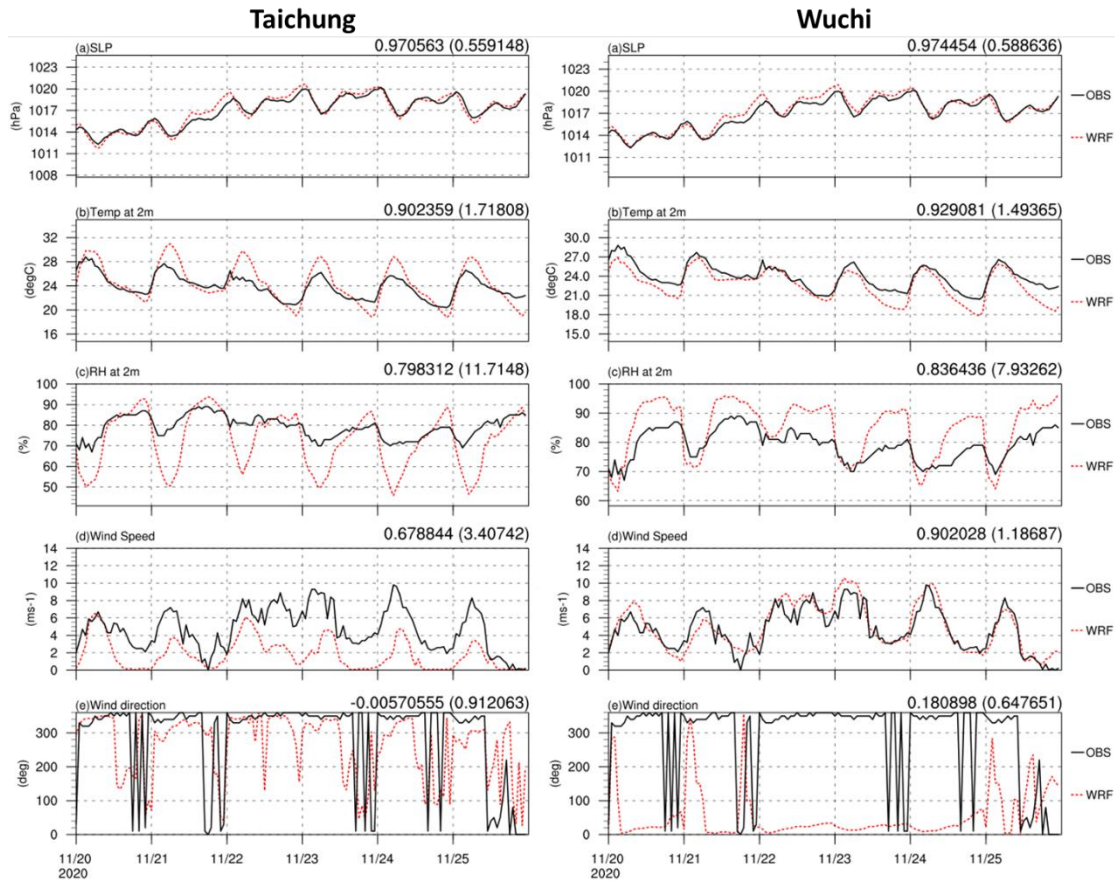 Taichung
(a)SLP 0.970563 (0.559148)
1023
1020
1017
1014
1011
1008
(hPa)
(b)Temp at 2m 0.902359 (1.71808)
32
28
24
20
16
(degC)
(c)RH at 2m 0.798312 (11.7148)
100
90
80
70
60
50
(%)
(d)Wind Speed 0.678844 (3.40742)
14
12
10
8
6
4
2
0
(ms-1)
(e)Wind direction -0.00570555 (0.912063)
300
200
100
0
(deg)
11/20 11/21 11/22 11/23 11/24 11/25
2020
Wuchi
(a)SLP 0.974454 (0.588636)
1023
1020
1017
1014
1011
(hPa)
OBS
WRF
(b)Temp at 2m 0.929081 (1.49365)
30.0
27.0
24.0
21.0
18.0
15.0
(degC)
OBS
WRF
(c)RH at 2m 0.836436 (7.93262)
100
90
80
70
60
(%)
OBS
WRF
(d)Wind Speed 0.902028 (1.18687)
14
12
10
8
6
4
2
0
(ms-1)
OBS
WRF
(e)Wind direction 0.180898 (0.647651)
300
200
100
0
(deg)
OBS
WRF
11/20 11/21 11/22 11/23 11/24 11/25
2020